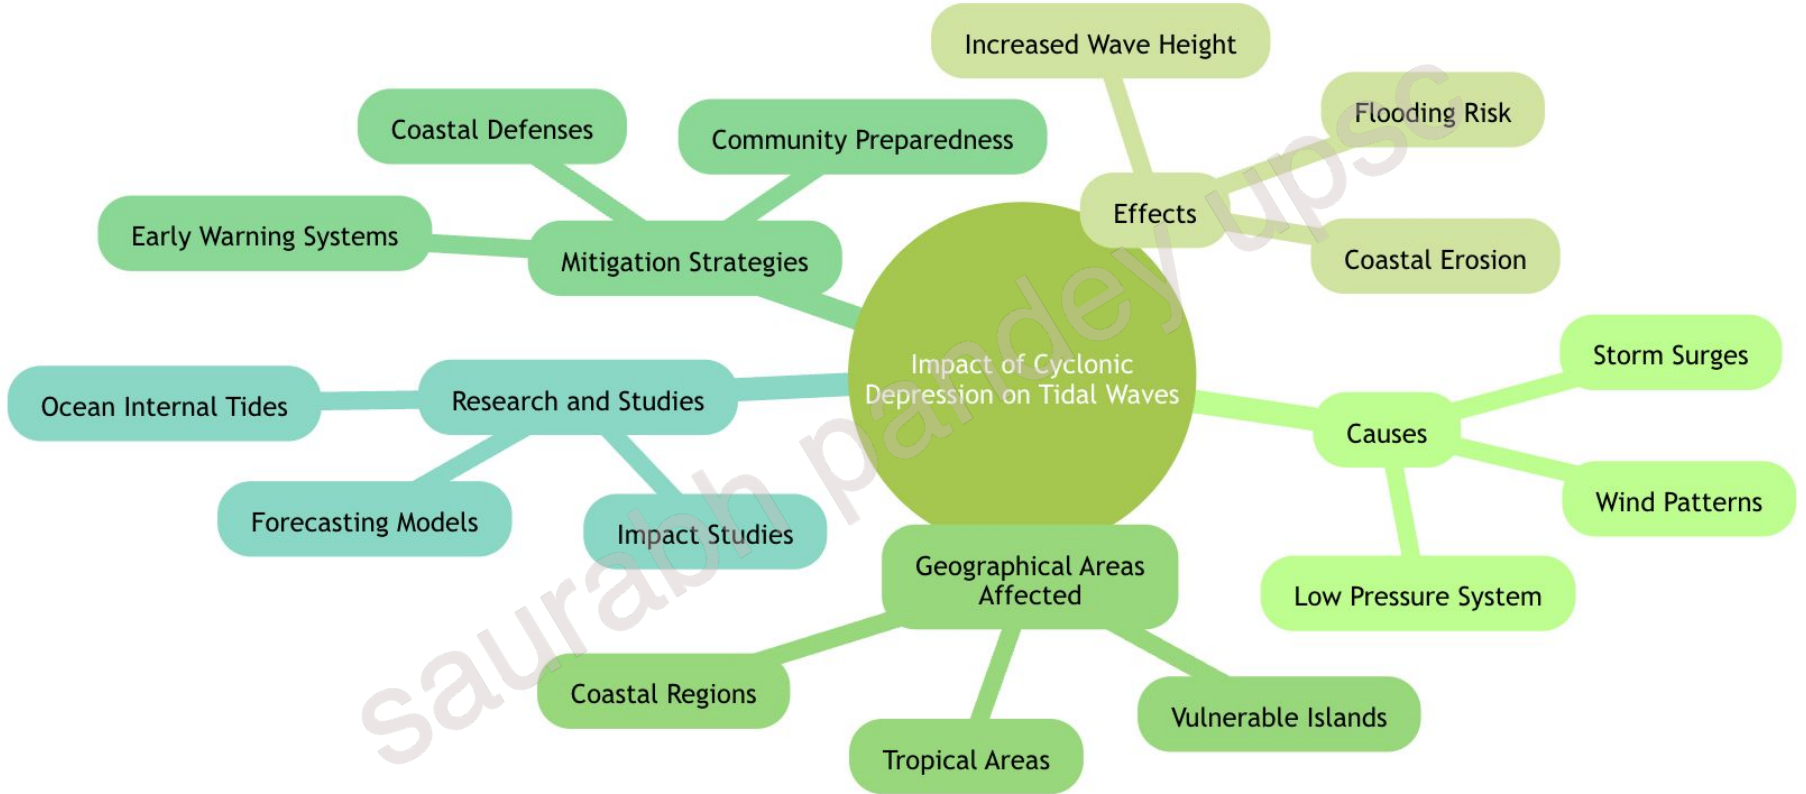 Increased Wave Height
Flooding Risk
Coastal Defenses
Community Preparedness
Effects
Early Warning Systems
Mitigation Strategies
Coastal Erosion
Storm Surges
Impact of Cyclonic
Depression on Tidal Waves
Ocean Internal Tides
Research and Studies
Causes
Wind Patterns
Forecasting Models
Impact Studies
Geographical Areas
Affected
Low Pressure System
Coastal Regions
Vulnerable Islands
Tropical Areas
saurabh pandey upsc